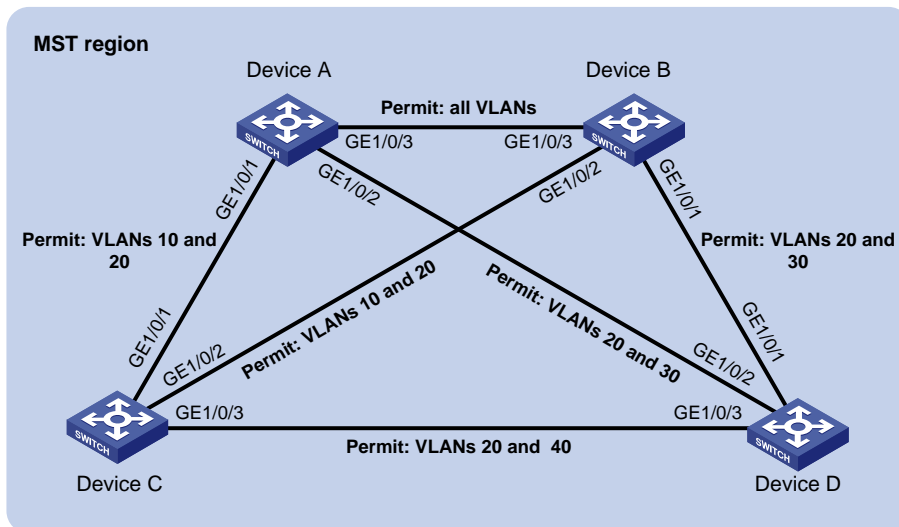 MST region
Device A
Device B
Permit: all VLANs
SWITCH
SWITCH
GE1/0/3
GE1/0/3
GE1/0/1
GE1/0/2
GE1/0/2
GE1/0/1
Permit: VLANs 10 and
20
Permit: VLANs 20 and
30
Permit: VLANs 10 and 20
Permit: VLANs 20 and 30
GE1/0/1
GE1/0/2
GE1/0/2
GE1/0/1
GE1/0/3
GE1/0/3
SWITCH
SWITCH
Permit: VLANs 20 and  40
Device C
Device D